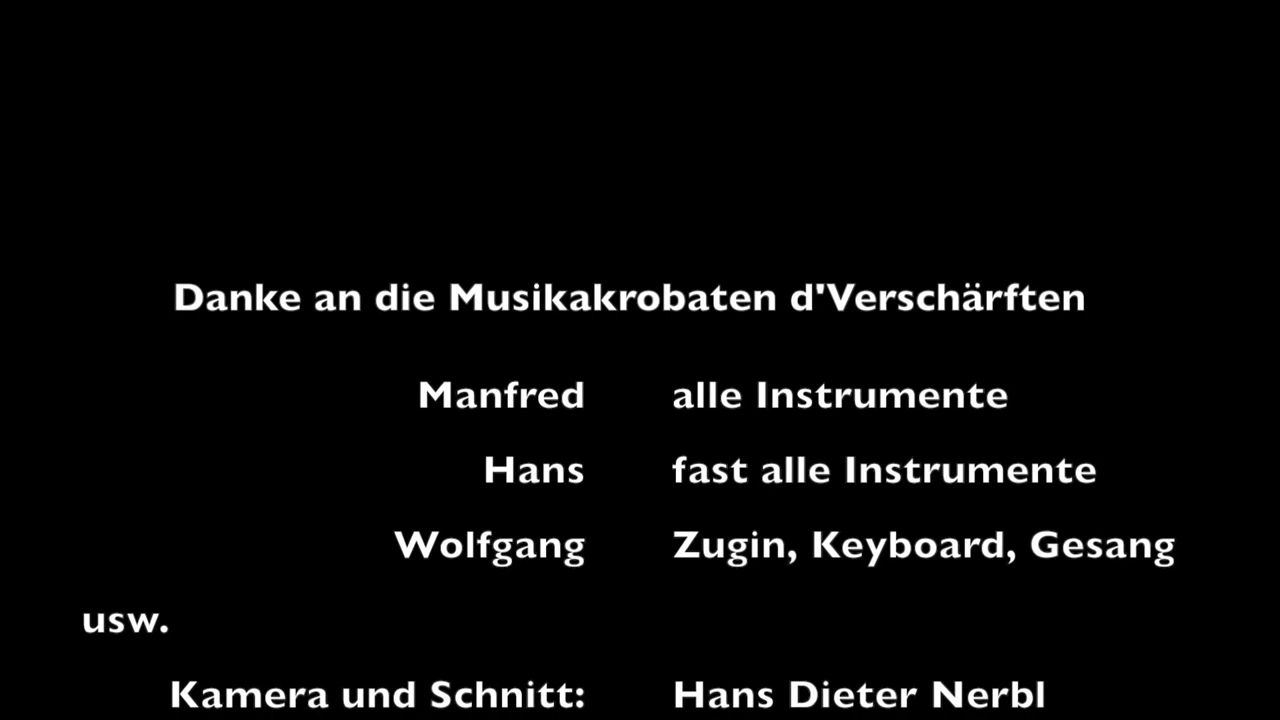 Danke an die Musikakrobaten d'Verschärften
Manfred alle Instrumente
Hans fast alle Instrumente
Wolfgang Zugin, Keyboard, Gesang
usw.
Kamera und Schnitt: Hans Dieter Nerbl